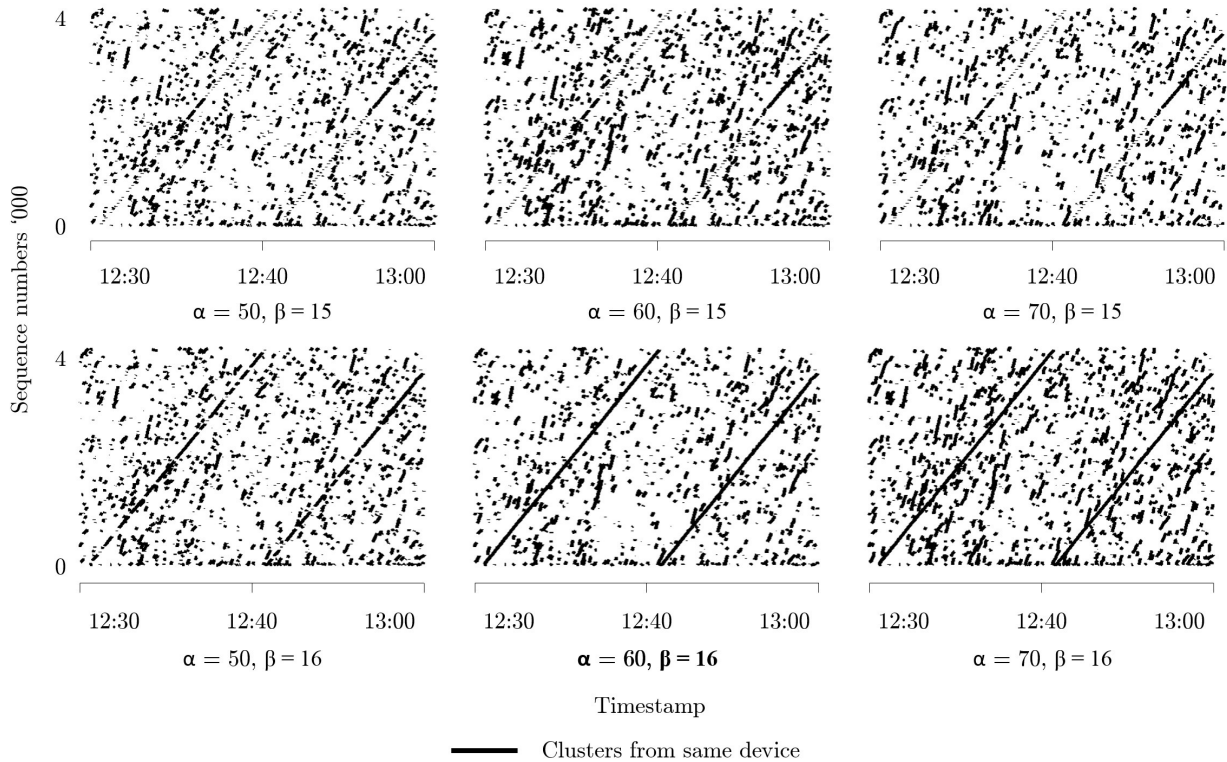 Sequence numbers ‘000
4
0
12:30 12:40 13:00
12:30 12:40 13:00
12:30 12:40 13:00
α = 50, β = 15
α = 60, β = 15
α = 70, β = 15
4
0
12:30 12:40 13:00
12:30 12:40 13:00
12:30 12:40 13:00
α = 50, β = 16
α = 60, β = 16
α = 70, β = 16
Timestamp
Clusters from same device